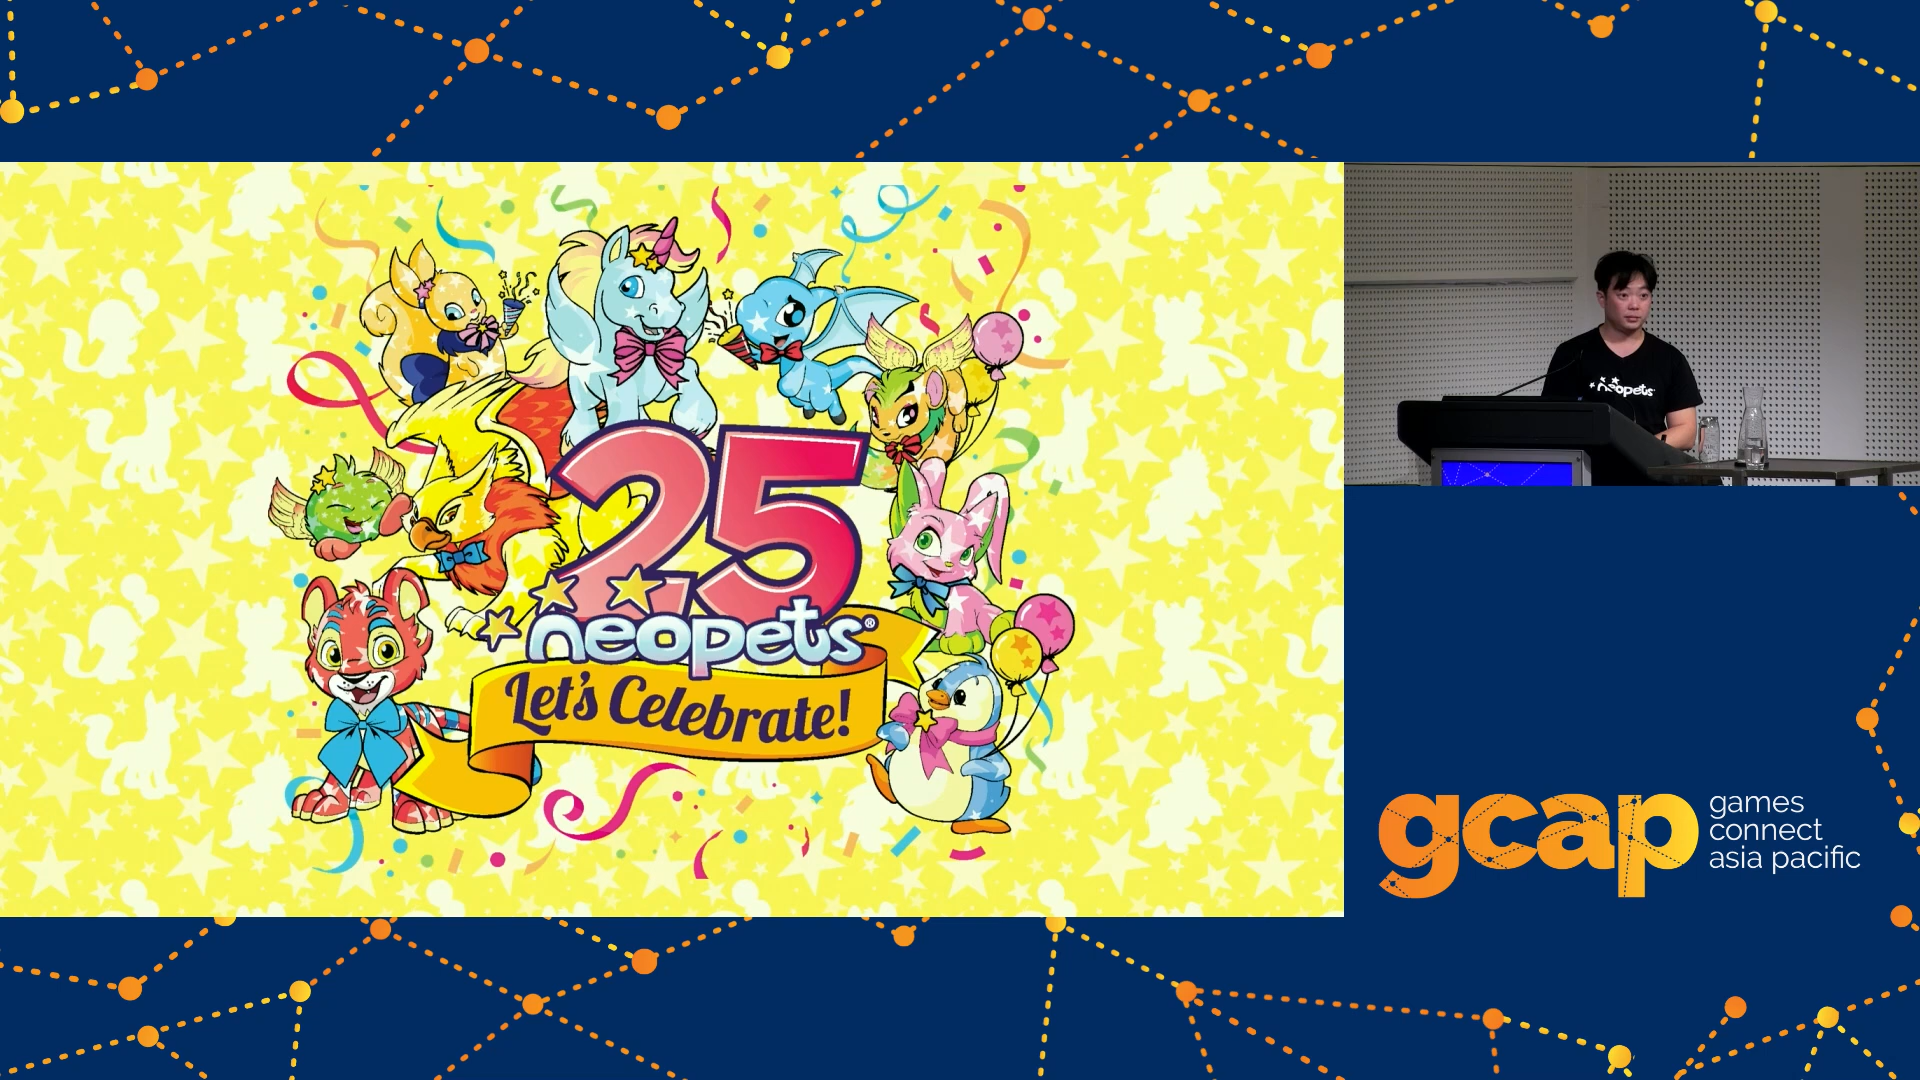 25
neopets®
Let's Celebrate!
neopets
gcap
games
connect
asia pacific